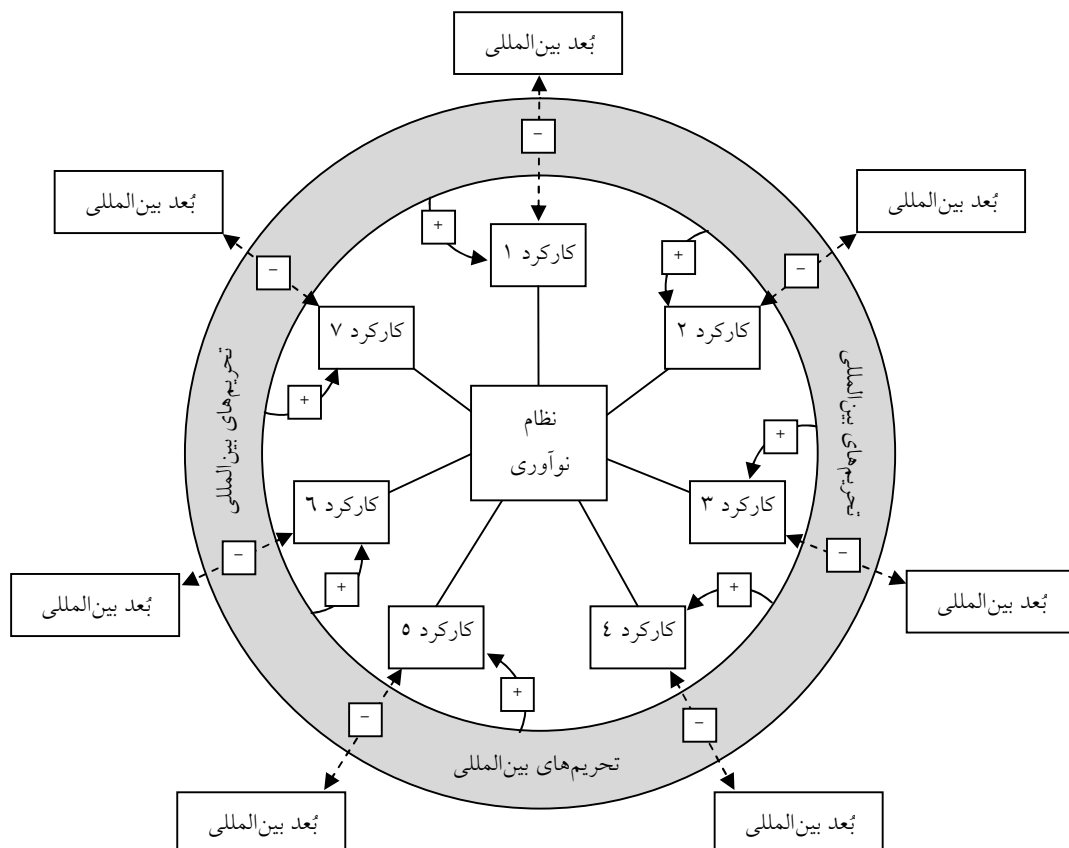 بُعد بین‌المللی
−
بُعد بین‌المللی
بُعد بین‌المللی
+
کارکرد ۱
+
−
−
کارکرد ۷
کارکرد ۲
تحریم‌های بین‌المللی
تحریم‌های بین‌المللی
+
نظام
نوآوری
+
کارکرد ۶
کارکرد ۳
−
−
+
+
بُعد بین‌المللی
بُعد بین‌المللی
کارکرد ۵
کارکرد ۴
+
−
−
تحریم‌های بین‌المللی
بُعد بین‌المللی
بُعد بین‌المللی